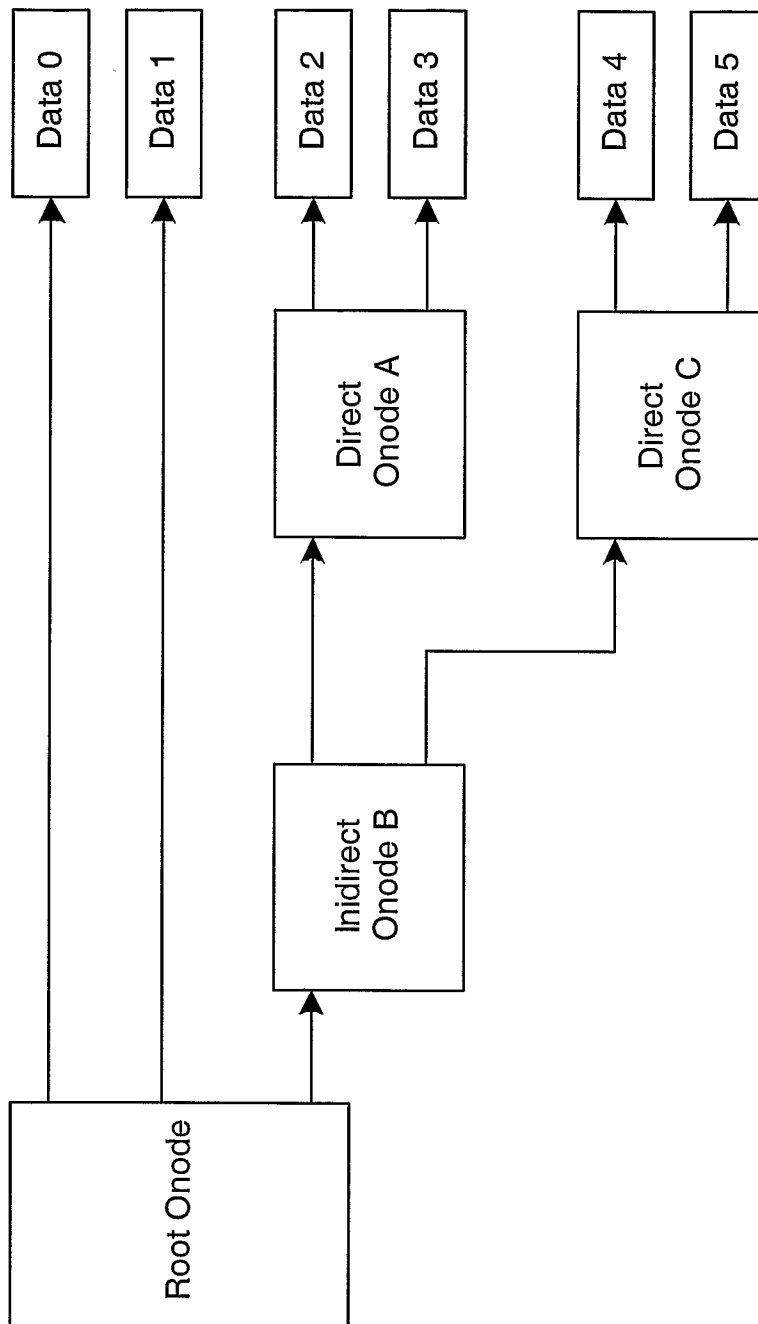 Data 0
Data 1
Data 2
Data 3
Data 4
Data 5
Direct
Onode A
Direct
Onode C
Inidirect
Onode B
Root Onode